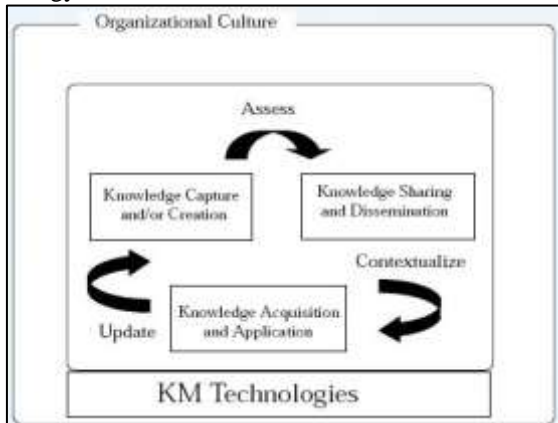 Organizational Culture
Assess
Knowledge Capture
and/or Creation
Knowledge Sharing
and Dissemination
Contextualize
Knowledge Acquisition
and Application
Update
KM Technologies